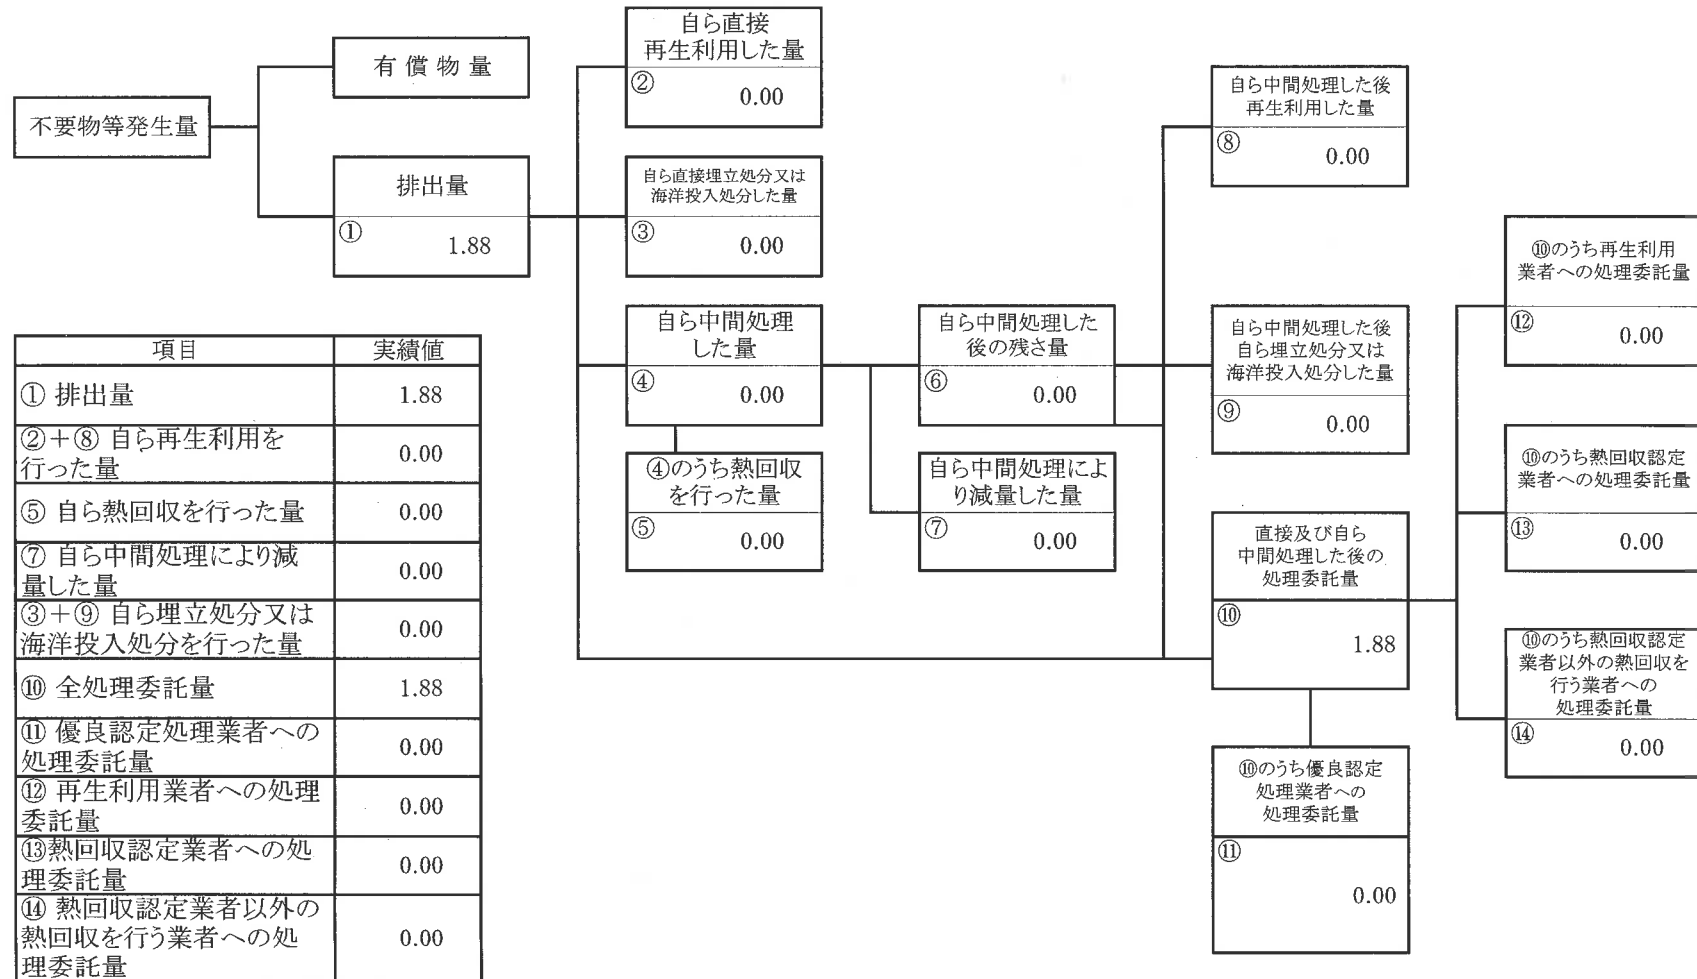 不要物等発生量
有償物量
排出量
①
1.88
自ら直接
再生利用した量
②
0.00
自ら直接埋立処分又は
海洋投入処分した量
③
0.00
自ら中間処理
した量
④
0.00
④のうち熱回収
を行った量
⑤
0.00
自ら中間処理した
後の残さ量
⑥
0.00
自ら中間処理によ
り減量した量
⑦
0.00
自ら中間処理した後
再生利用した量
⑧
0.00
自ら中間処理した後
自ら埋立処分又は
海洋投入処分した量
⑨
0.00
直接及び自ら
中間処理した後の
処理委託量
⑩
1.88
⑩のうち優良認定
処理業者への
処理委託量
⑪
0.00
⑩のうち再生利用
業者への処理委託量
⑫
0.00
⑩のうち熱回収認定
業者への処理委託量
⑬
0.00
⑩のうち熱回収認定
業者以外の熱回収を
行う業者への
処理委託量
⑭
0.00
項目 実績値
① 排出量 1.88
②+⑧ 自ら再生利用を
行った量 0.00
⑤ 自ら熱回収を行った量 0.00
⑦ 自ら中間処理により減
量した量 0.00
③+⑨ 自ら埋立処分又は
海洋投入処分を行った量 0.00
⑩ 全処理委託量 1.88
⑪ 優良認定処理業者への
処理委託量 0.00
⑫ 再生利用業者への処理
委託量 0.00
⑬熱回収認定業者への処
理委託量 0.00
⑭ 熱回収認定業者以外の
熱回収を行う業者への処
理委託量 0.00